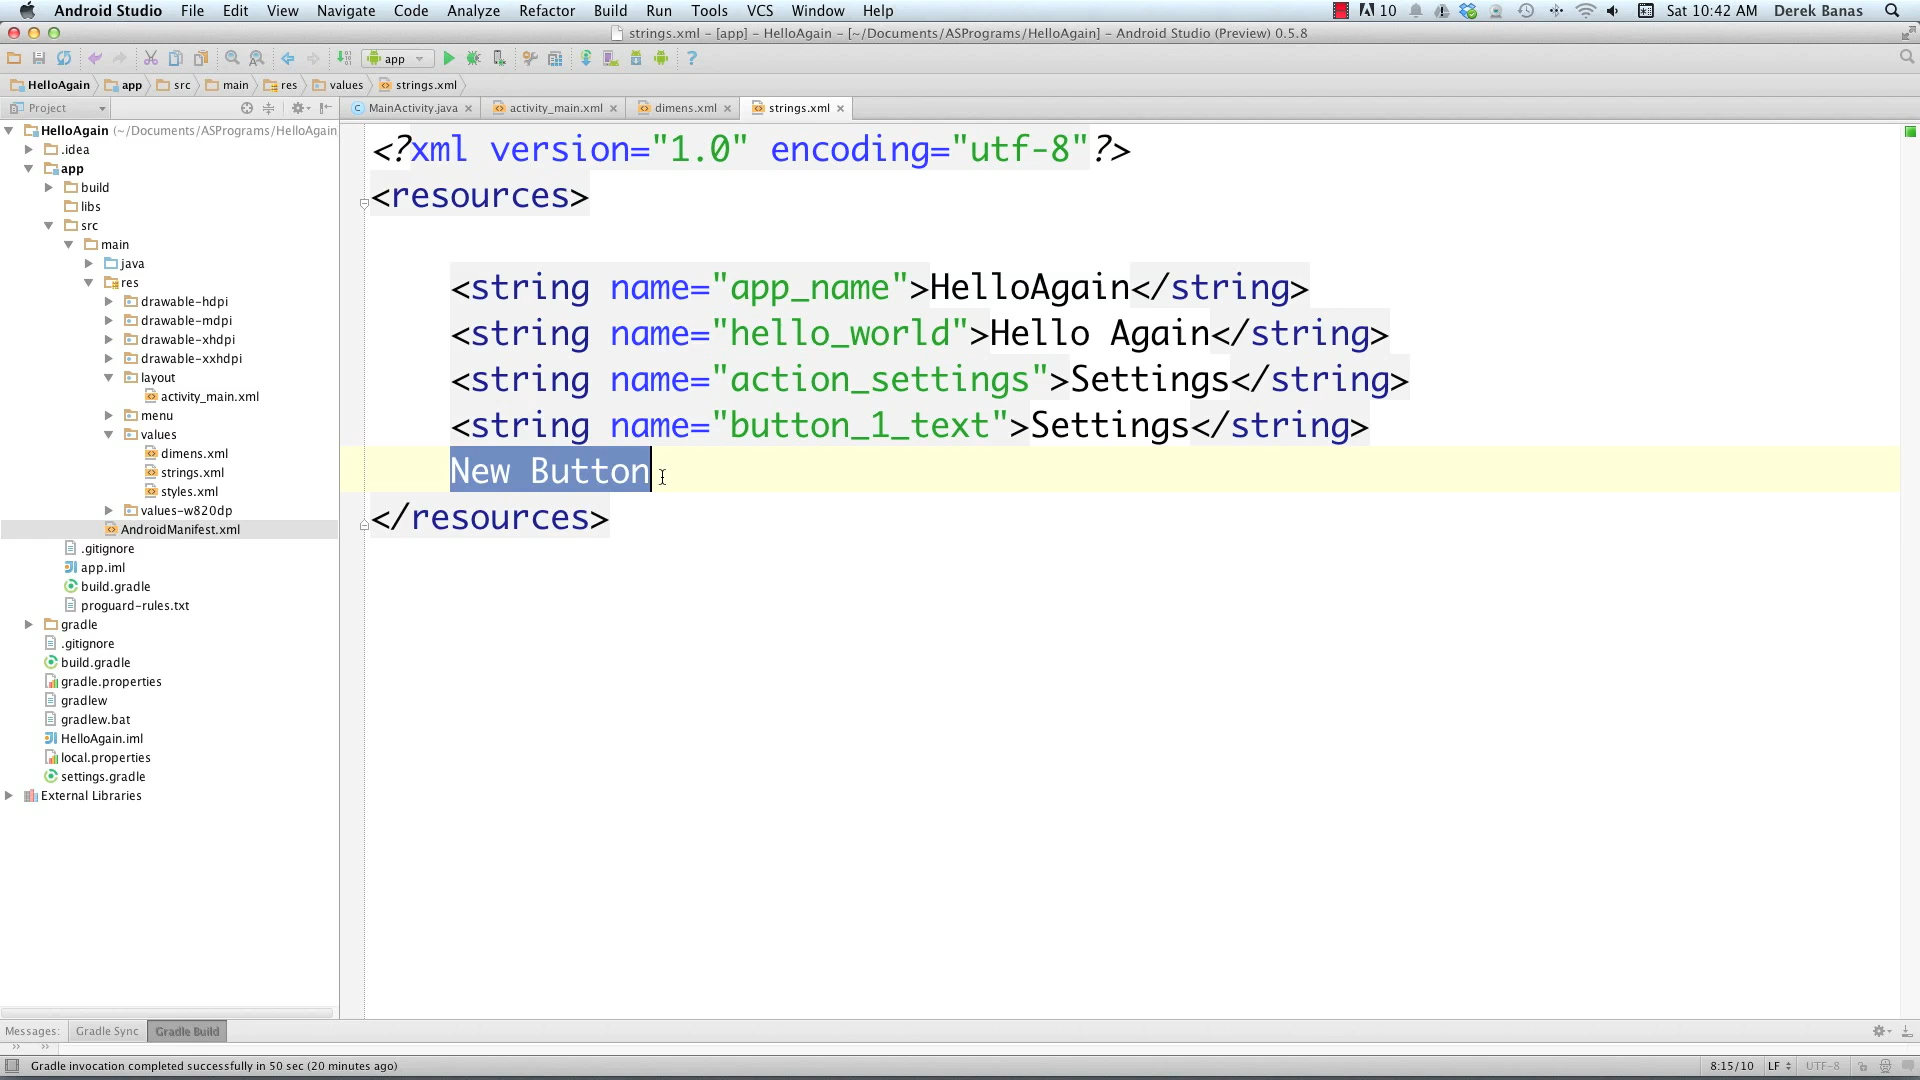 Android Studio File Edit View Navigate Code Analyze Refactor Build Run Tools VCS Window Help 10 Sat 10:42 AM Derek Banas
strings.xml – [app] – HelloAgain – [~/Documents/ASPrograms/HelloAgain] – Android Studio (Preview) 0.5.8
app
HelloAgain app src main res values strings.xml
Project
MainActivity.java activity_main.xml dimens.xml strings.xml
HelloAgain (~/Documents/ASPrograms/HelloAgain
.idea
app
build
libs
src
main
java
res
drawable-hdpi
drawable-mdpi
drawable-xhdpi
drawable-xxhdpi
layout
activity_main.xml
menu
values
dimens.xml
strings.xml
styles.xml
values-w820dp
AndroidManifest.xml
.gitignore
app.iml
build.gradle
proguard-rules.txt
gradle
.gitignore
build.gradle
gradle.properties
gradlew
gradlew.bat
HelloAgain.iml
local.properties
settings.gradle
External Libraries
<?xml version="1.0" encoding="utf-8"?>
<resources>
<string name="app_name">HelloAgain</string>
<string name="hello_world">Hello Again</string>
<string name="action_settings">Settings</string>
<string name="button_1_text">Settings</string>
New Button
</resources>
Messages: Gradle Sync Gradle Build
Gradle invocation completed successfully in 50 sec (20 minutes ago) 8:15/10 LF UTF-8